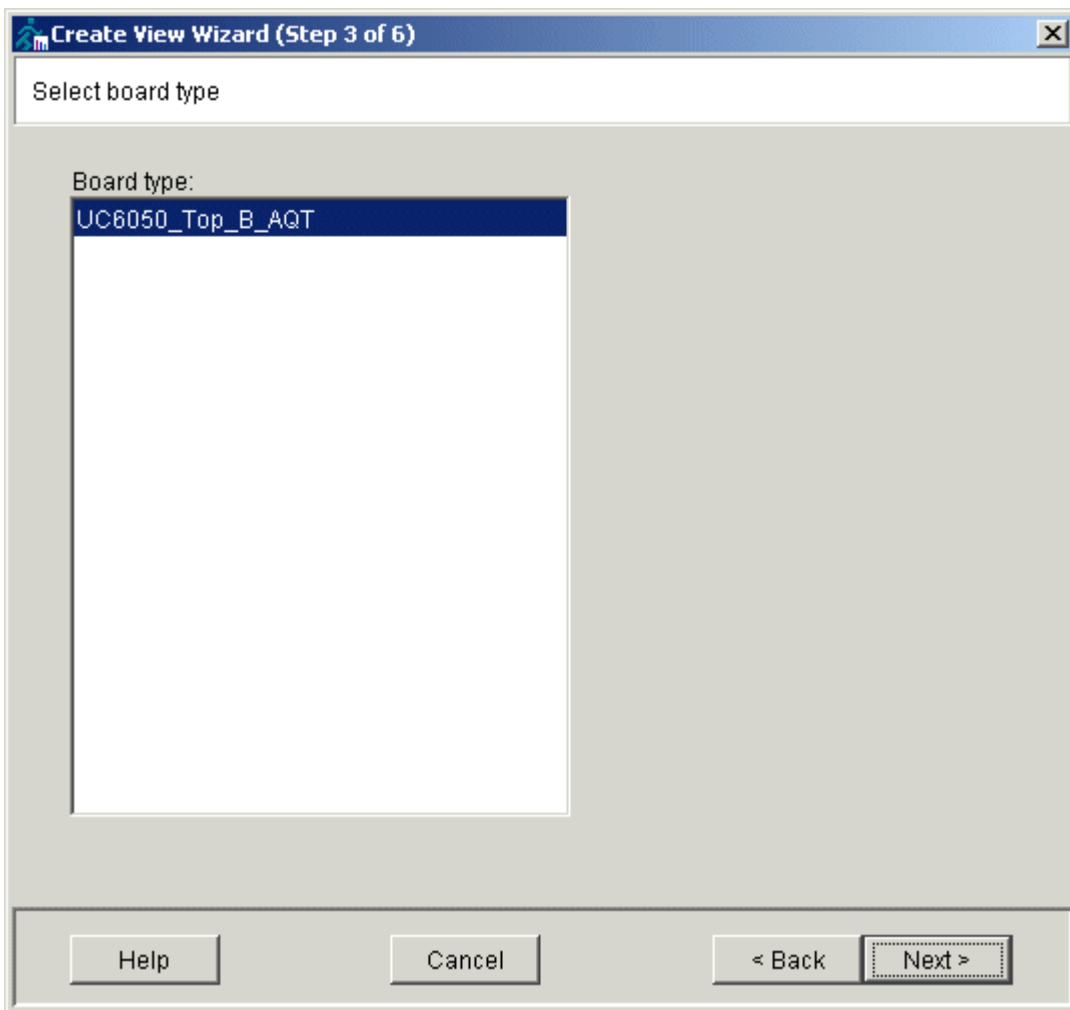 Create View Wizard (Step 3 of 6)
Select board type
Board type:
UC6050_Top_B_AQT
Help Cancel < Back Next >